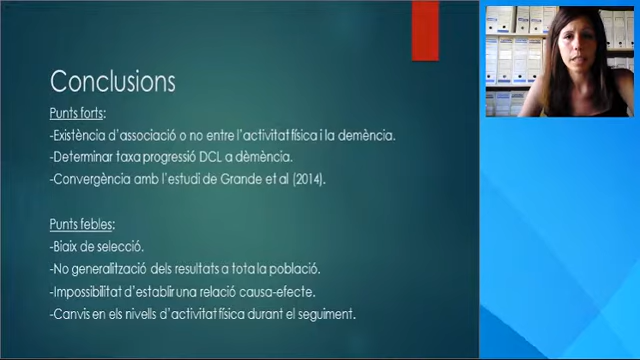 Conclusions
Punts forts:
-Existència d'associació o no entre l'activitat física i la demència.
-Determinar taxa progressió DCL a dèmència.
-Convergència amb l'estudi de Grande et al (2014).
Punts febles:
-Biaix de selecció.
-No generalització dels resultats a tota la població.
-Impossibilitat d'establir una relació causa-efecte.
-Canvis en els nivells d'activitat física durant el seguiment.